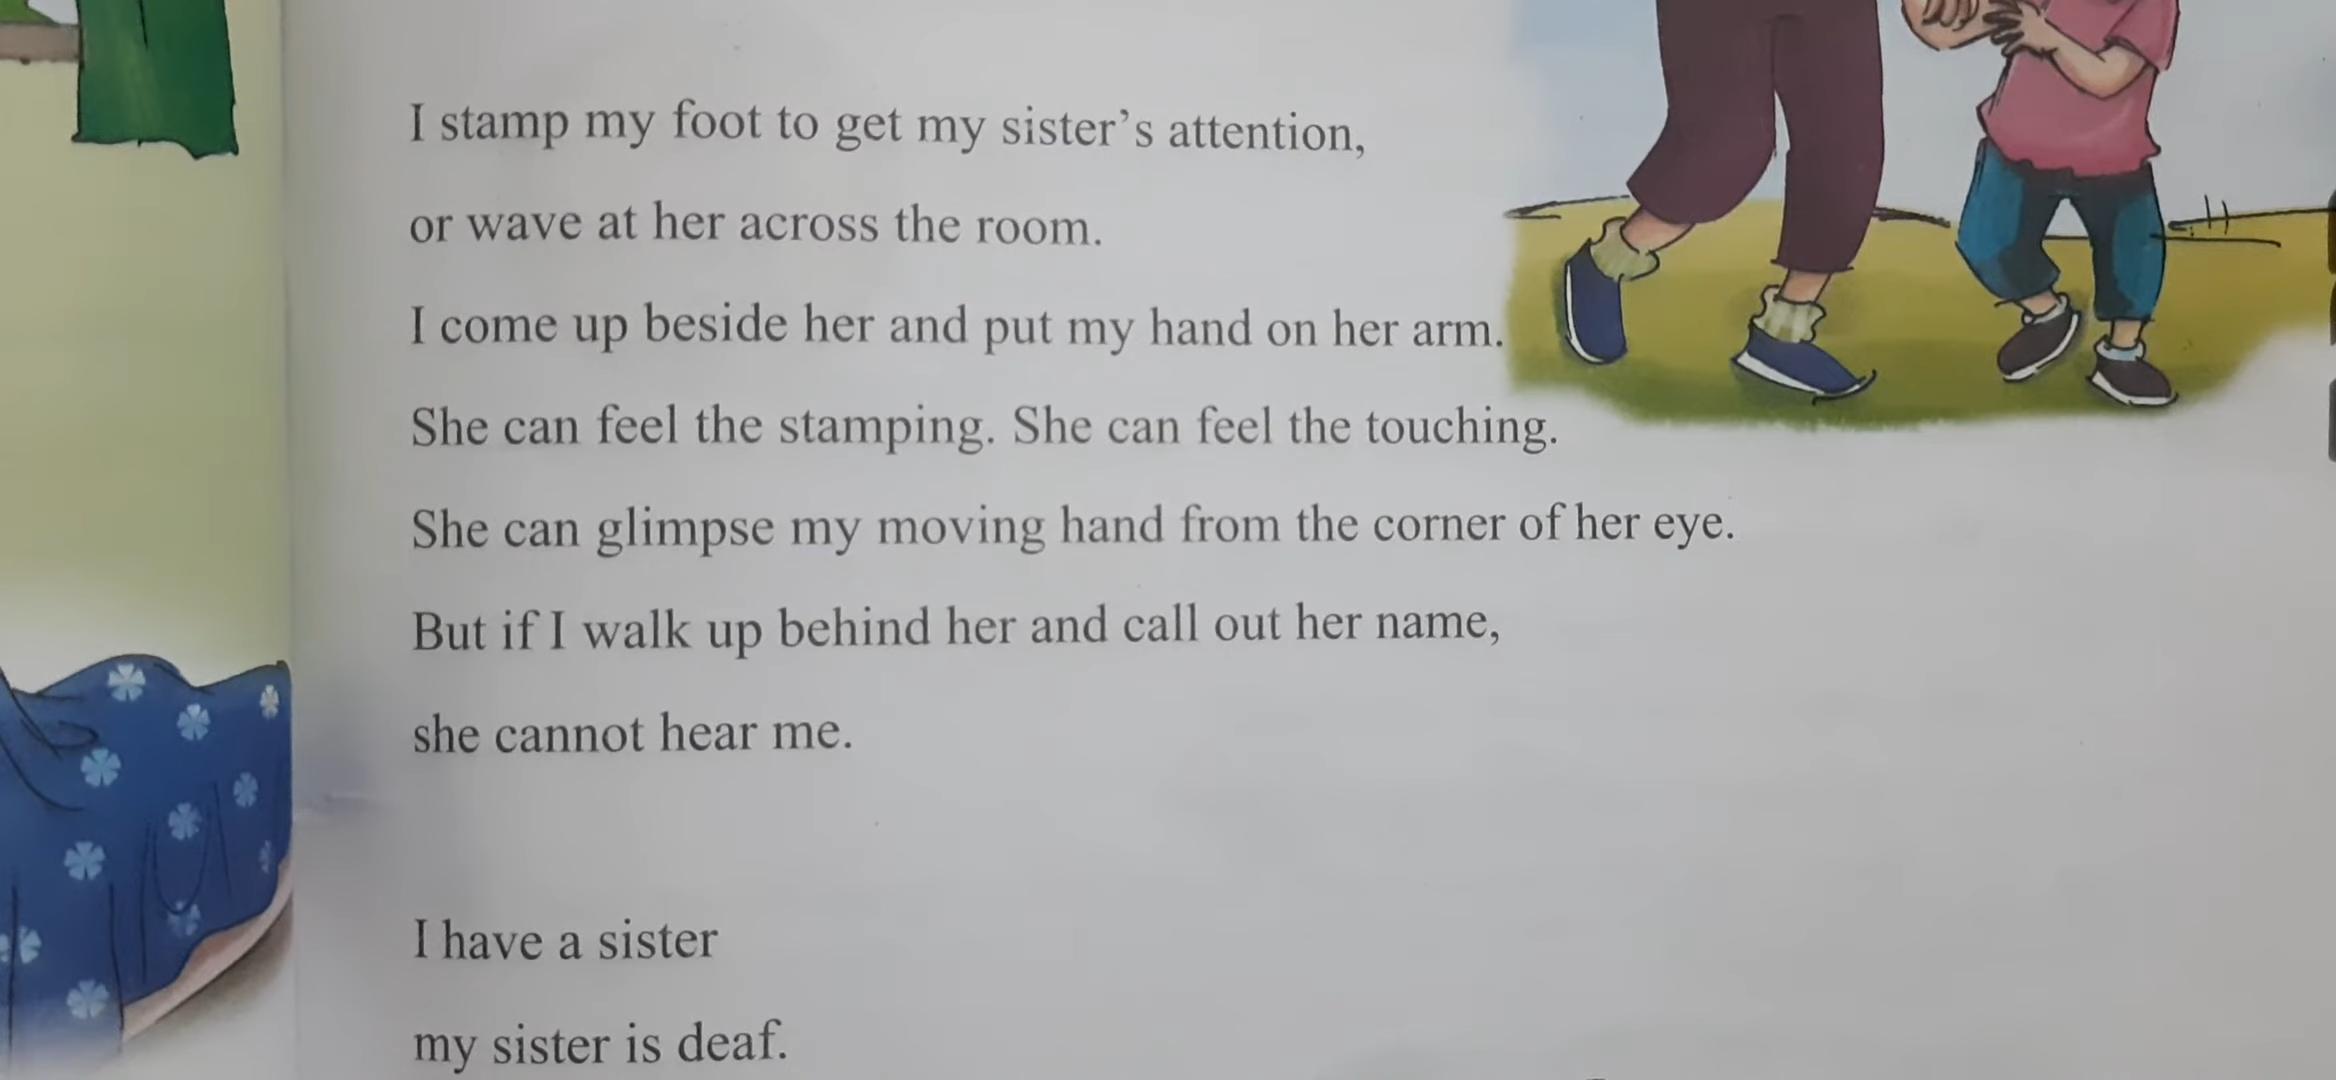 I stamp my foot to get my sister’s attention,
or wave at her across the room.
I come up beside her and put my hand on her arm.
She can feel the stamping. She can feel the touching.
She can glimpse my moving hand from the corner of her eye.
But if I walk up behind her and call out her name,
she cannot hear me.
I have a sister
my sister is deaf.